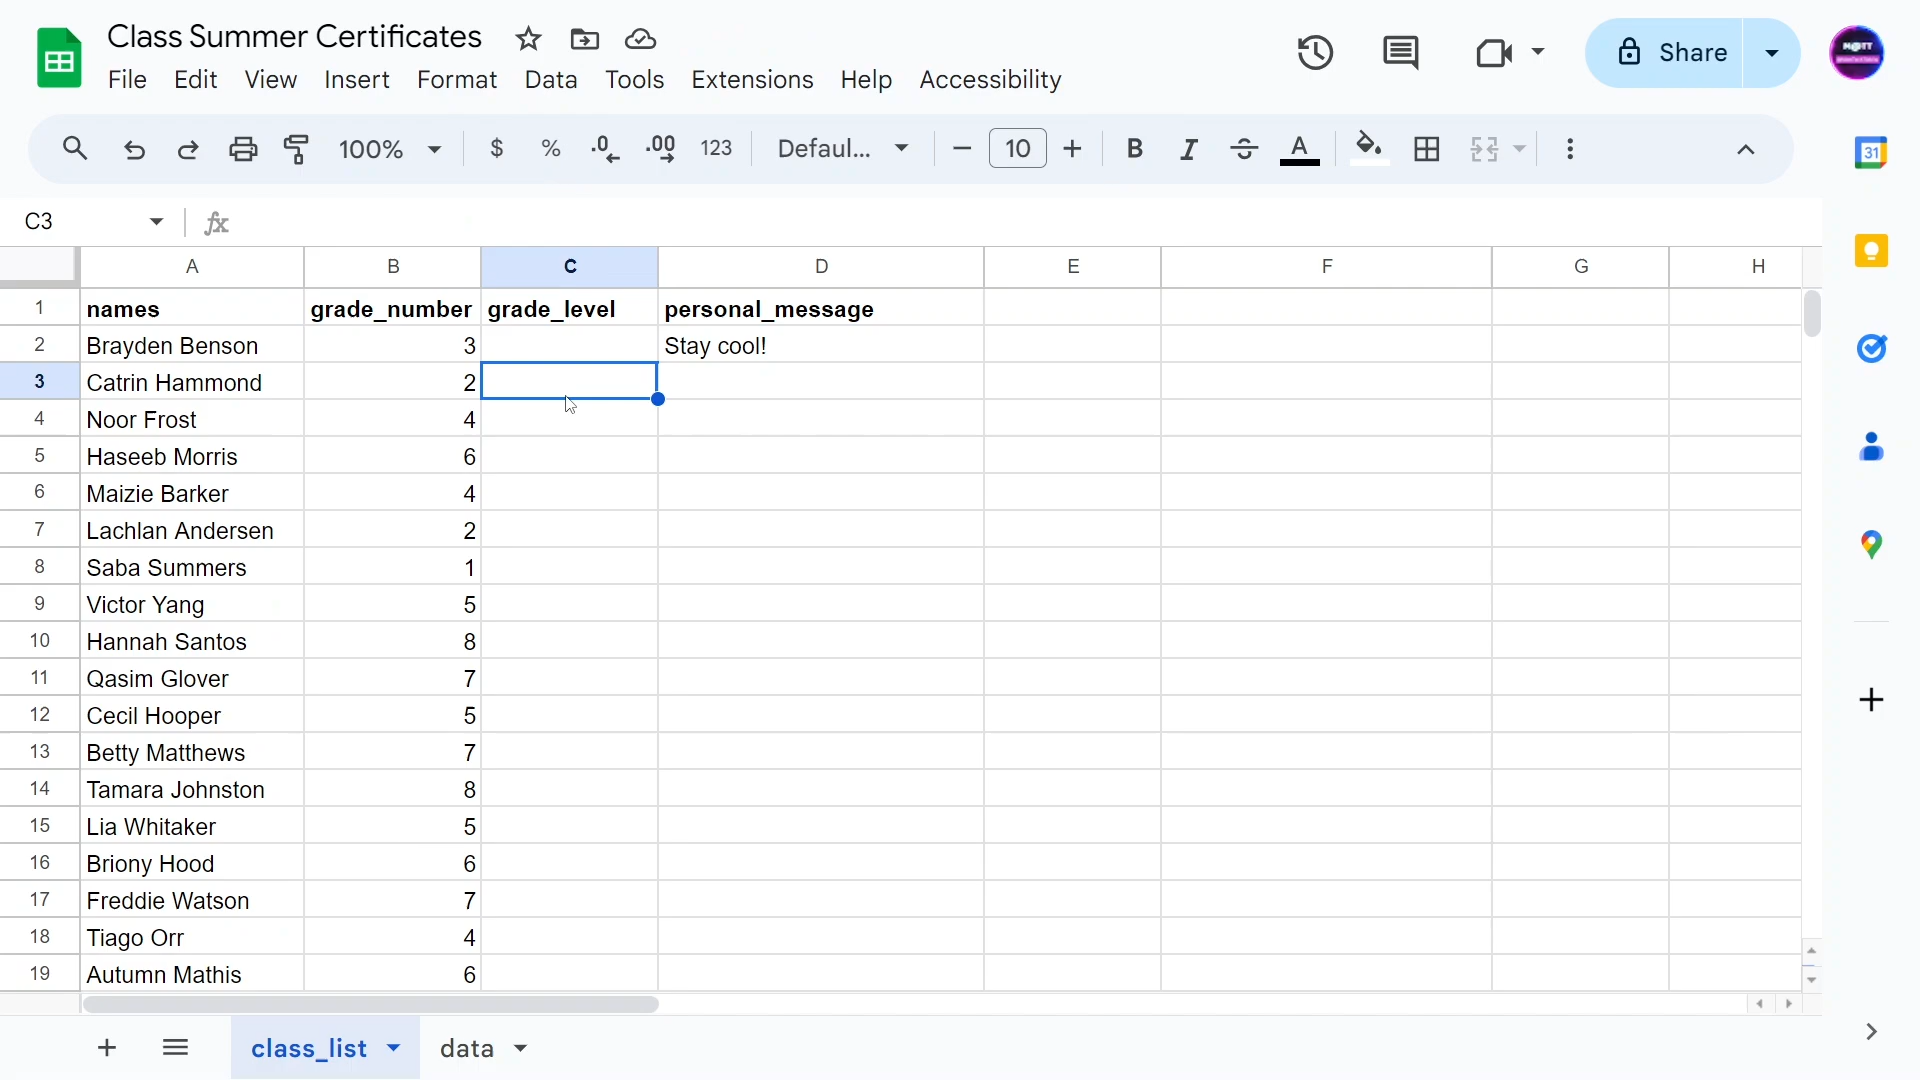 Class Summer Certificates
File Edit View Insert Format Data Tools Extensions Help Accessibility
Share
M@TT
100% $ % .0 .00 123 Defaul... 10 B I A
31
C3 fx
A B C D E F G H
1 names grade_number grade_level personal_message
2 Brayden Benson 3 Stay cool!
3 Catrin Hammond 2
4 Noor Frost 4
5 Haseeb Morris 6
6 Maizie Barker 4
7 Lachlan Andersen 2
8 Saba Summers 1
9 Victor Yang 5
10 Hannah Santos 8
11 Qasim Glover 7
12 Cecil Hooper 5
13 Betty Matthews 7
14 Tamara Johnston 8
15 Lia Whitaker 5
16 Briony Hood 6
17 Freddie Watson 7
18 Tiago Orr 4
19 Autumn Mathis 6
class_list data